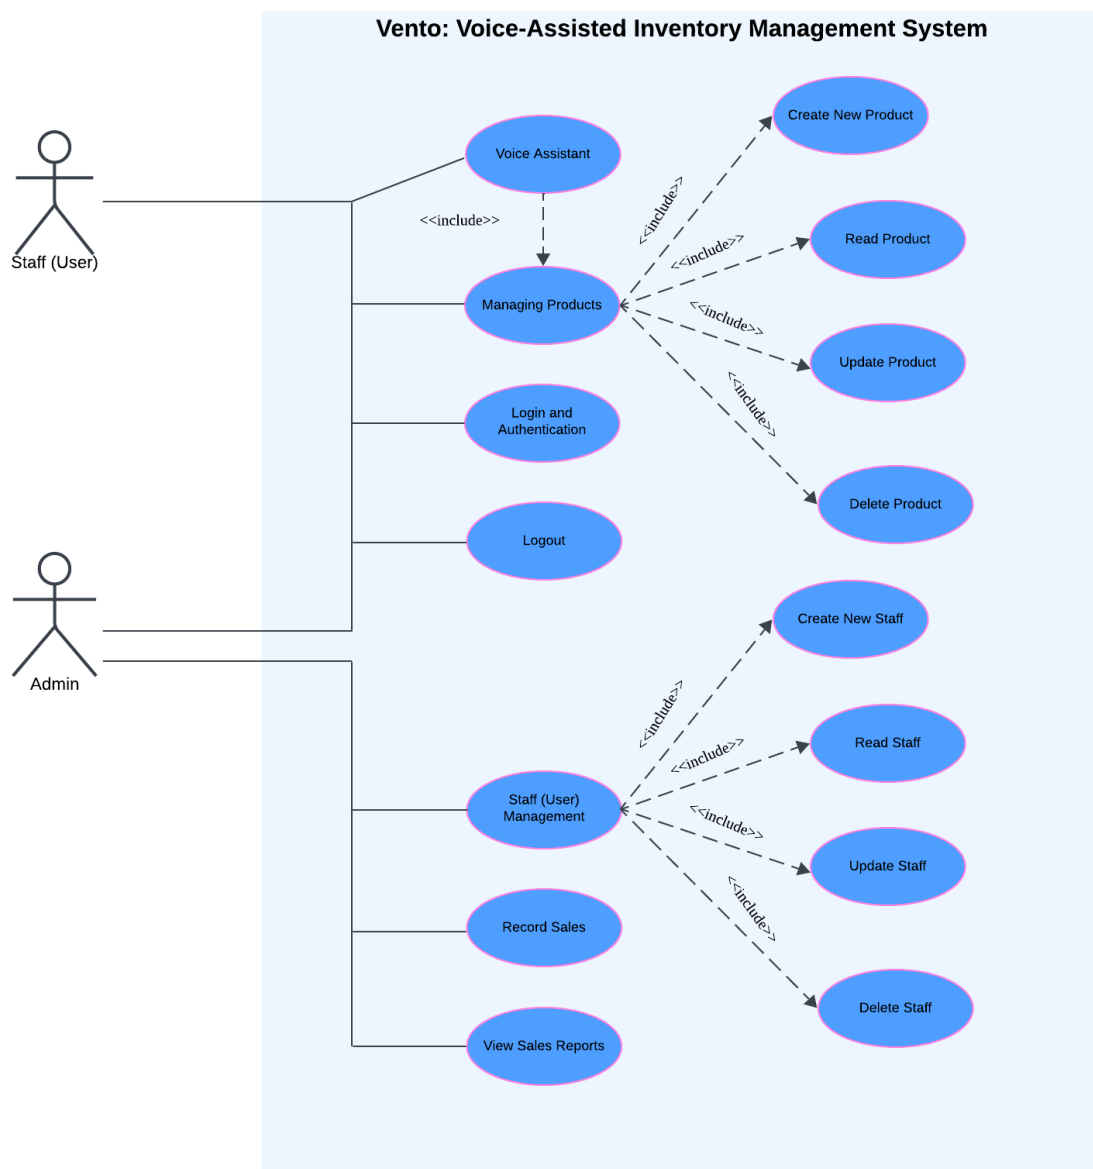 Vento: Voice-Assisted Inventory Management System
Staff (User)
Voice Assistant
<<include>>
Managing Products
Login and
Authentication
Logout
<<include>>
Create New Product
<<include>>
Read Product
<<include>>
Update Product
<<include>>
Delete Product
Admin
Staff (User)
Management
Record Sales
View Sales Reports
<<include>>
Create New Staff
<<include>>
Read Staff
<<include>>
Update Staff
<<include>>
Delete Staff